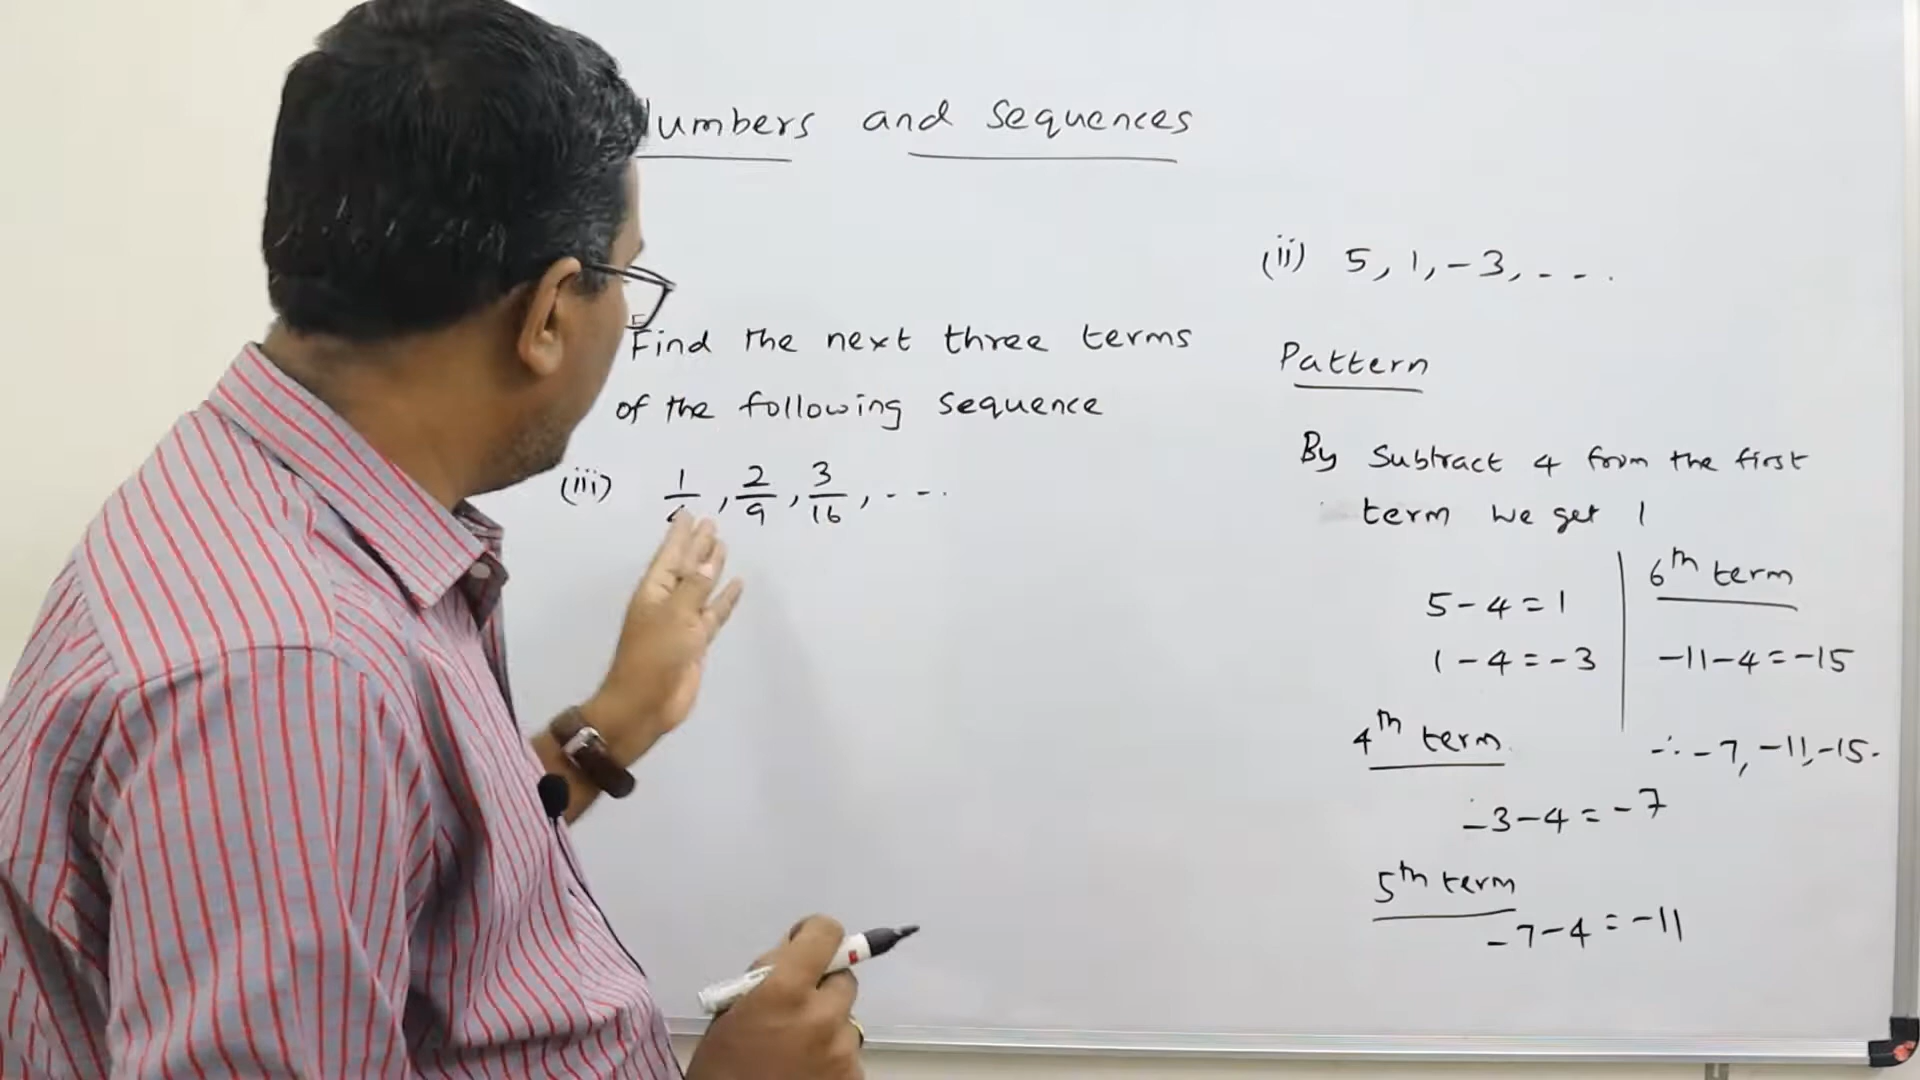 and Sequences
Find the next three terms
of the following sequence
(iii) 1/ , 2/9 , 3/16 , - - -.
(ii) 5, 1, -3, - - - .
Pattern
By Subtract 4 from the first
term we get 1
5 - 4 = 1
1 - 4 = -3
4th term
-3 - 4 = -7
5th term
-7 - 4 = -11
6th term
-11 - 4 = -15
∴ -7, -11, -15.